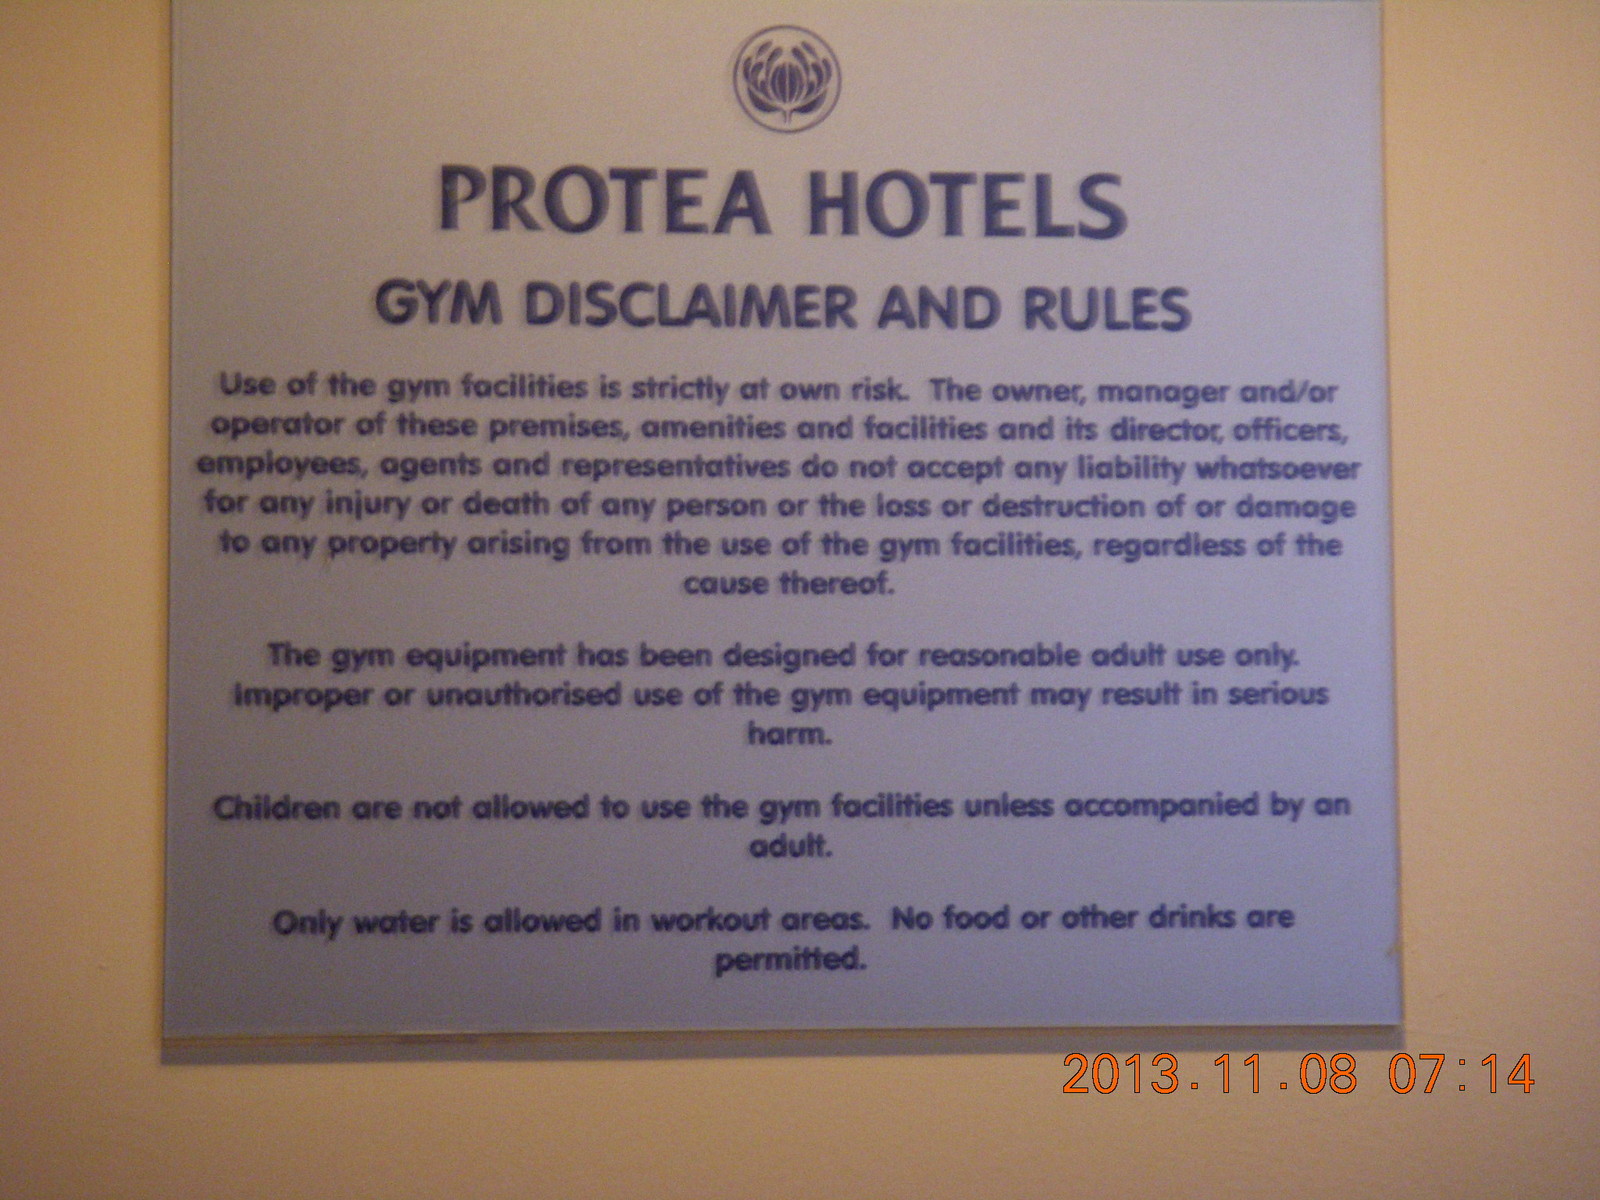 PROTEA HOTELS
GYM DISCLAIMER AND RULES
Use of the gym facilities is strictly at own risk. The owner, manager and/or
operator of these premises, amenities and facilities and its director, officers,
employees, agents and representatives do not accept any liability whatsoever
for any injury or death of any person or the loss or destruction of or damage
to any property arising from the use of the gym facilities, regardless of the
cause thereof.
The gym equipment has been designed for reasonable adult use only.
Improper or unauthorised use of the gym equipment may result in serious
harm.
Children are not allowed to use the gym facilities unless accompanied by an
adult.
Only water is allowed in workout areas. No food or other drinks are
permitted.
2013.11.08 07:14